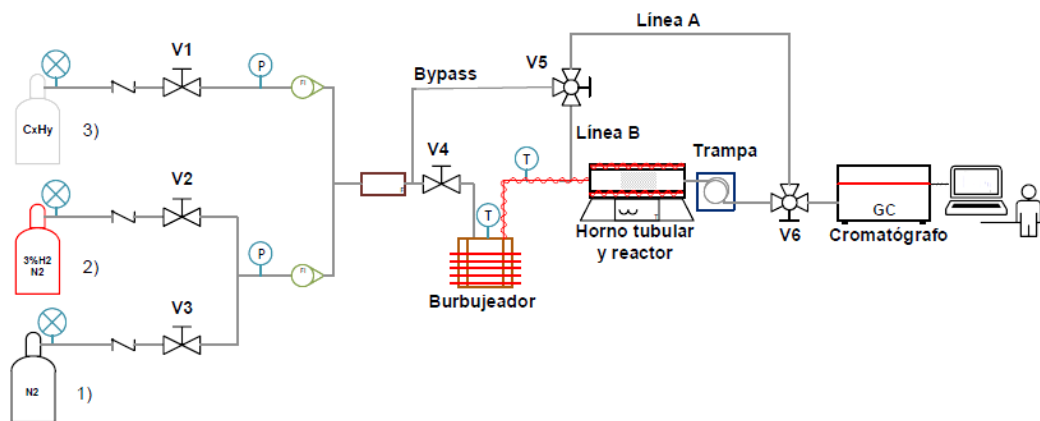 Línea A
V1
V5
P
FI
Bypass
CxHy
3)
Línea B
V4
Trampa
T
V2
T
GC
3%H2
N2
2)
P
FI
Horno tubular
y reactor
V6
Cromatógrafo
Burbujeador
V3
N2
1)